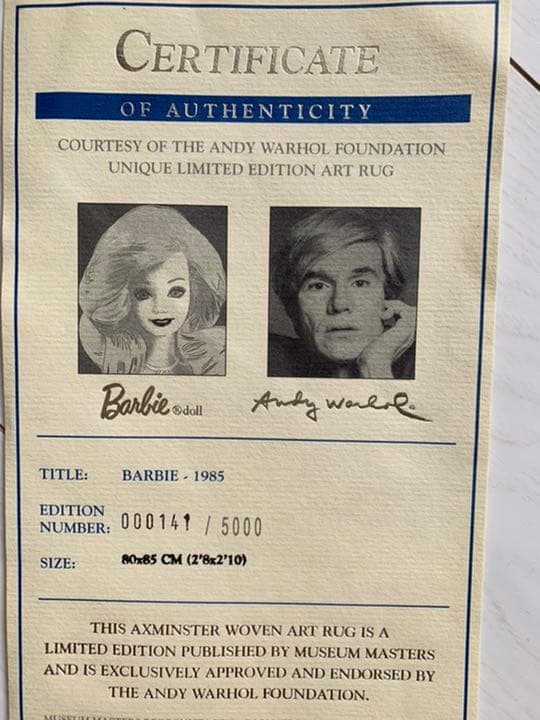 CERTIFICATE
OF AUTHENTICITY
COURTESY OF THE ANDY WARHOL FOUNDATION
UNIQUE LIMITED EDITION ART RUG
Barbie ® doll Andy Warhol
TITLE: BARBIE - 1985
EDITION
NUMBER: 000141 / 5000
SIZE: 80x85 CM (2'8x2'10)
THIS AXMINSTER WOVEN ART RUG IS A
LIMITED EDITION PUBLISHED BY MUSEUM MASTERS
AND IS EXCLUSIVELY APPROVED AND ENDORSED BY
THE ANDY WARHOL FOUNDATION.